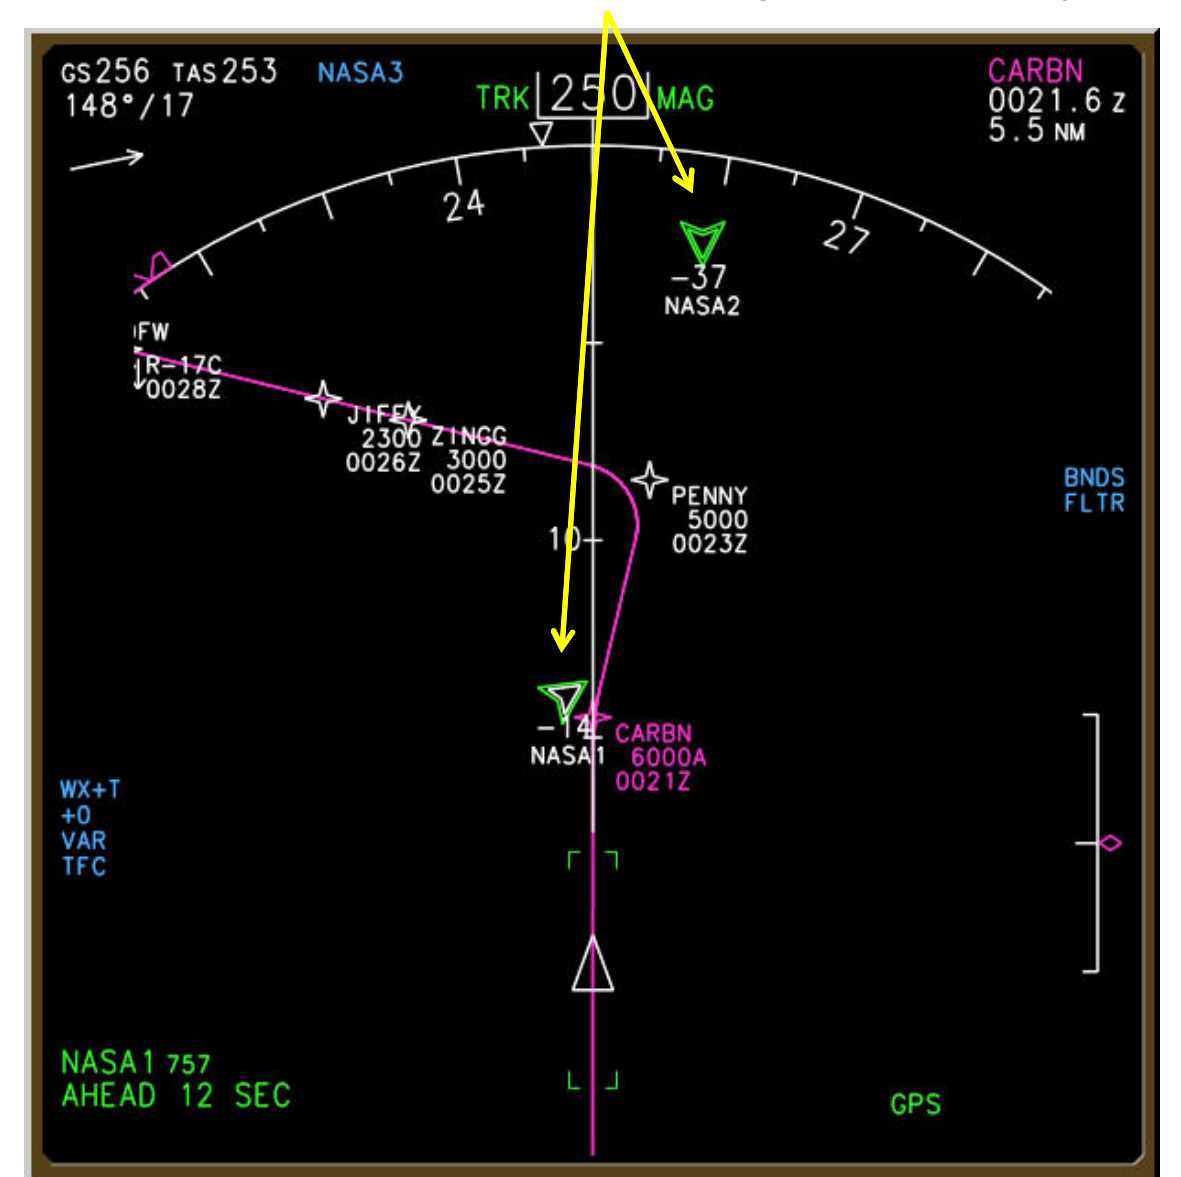 GS256 TAS253 NASA3
148°/17
TRK 250 MAG
CARBN
0021.6 Z
5.5 NM
24
27
-37
NASA2
FW
R-17C
0028Z
JIFFY
2300
0026Z
ZINGG
3000
0025Z
PENNY
5000
0023Z
BNDS
FLTR
10
-14
NASA1
CARBN
6000A
0021Z
WX+T
+0
VAR
TFC
NASA1 757
AHEAD 12 SEC
GPS